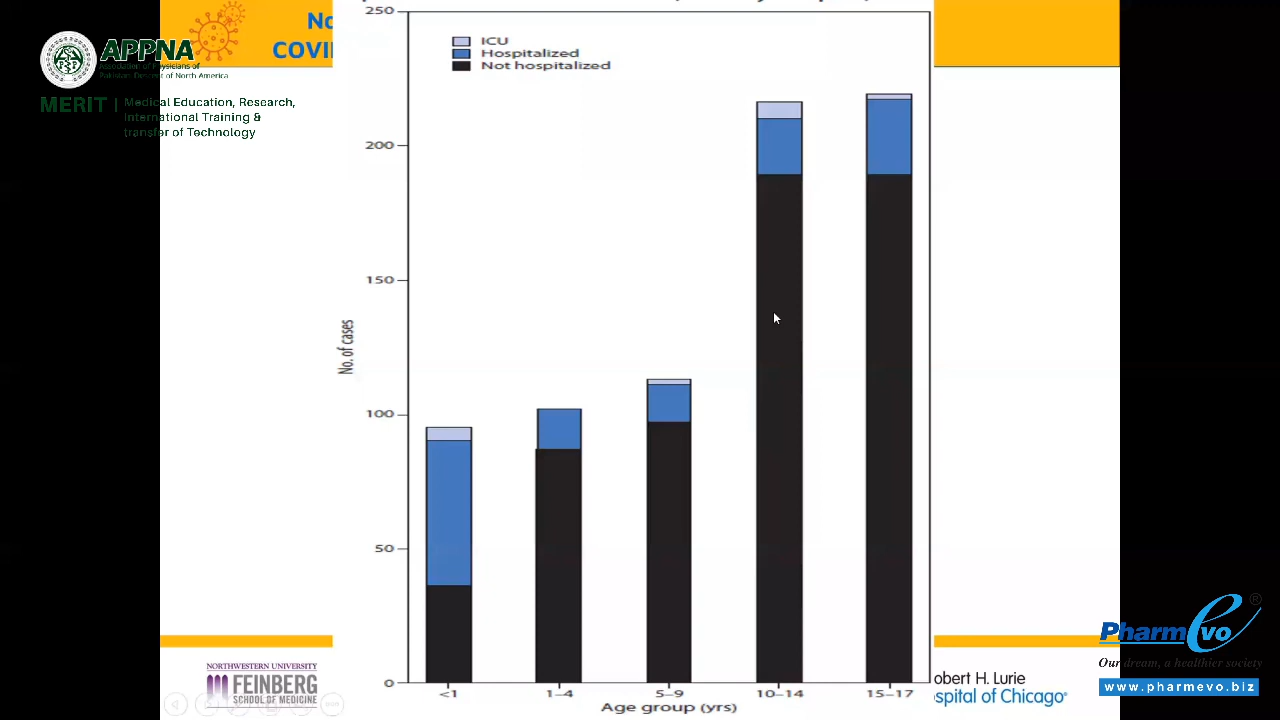 No
COVI
APPNA
Association of Physicians of
Pakistani Descent of North America
MERIT | Medical Education, Research,
International Training &
transfer of Technology
ICU
Hospitalized
Not hospitalized
250
200
150
100
50
0
No. of cases
<1 1–4 5–9 10–14 15–17
Age group (yrs)
NORTHWESTERN UNIVERSITY
FEINBERG
SCHOOL OF MEDICINE
obert H. Lurie
spital of Chicago
PharmEvo®
Our dream, a healthier society
www.pharmevo.biz